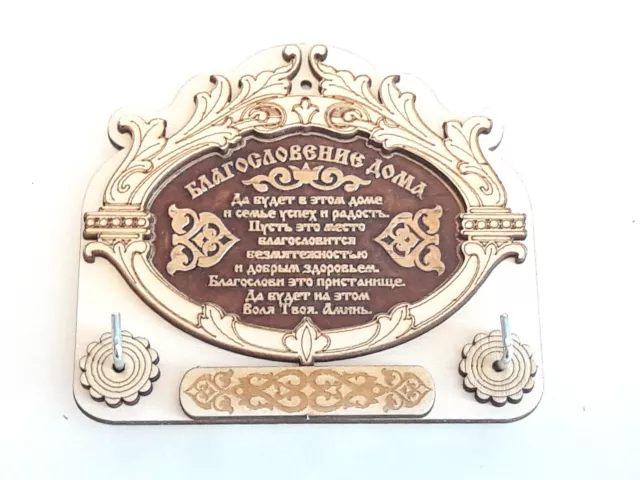 БЛАГОСЛОВЕНИЕ ДОМА
Да будет в этом доме
и семье успех и радость.
Пусть это место
благословится
безмятежностью
и добрым здоровьем.
Благослови это пристанище.
Да будет на этом
Воля Твоя. Аминь.